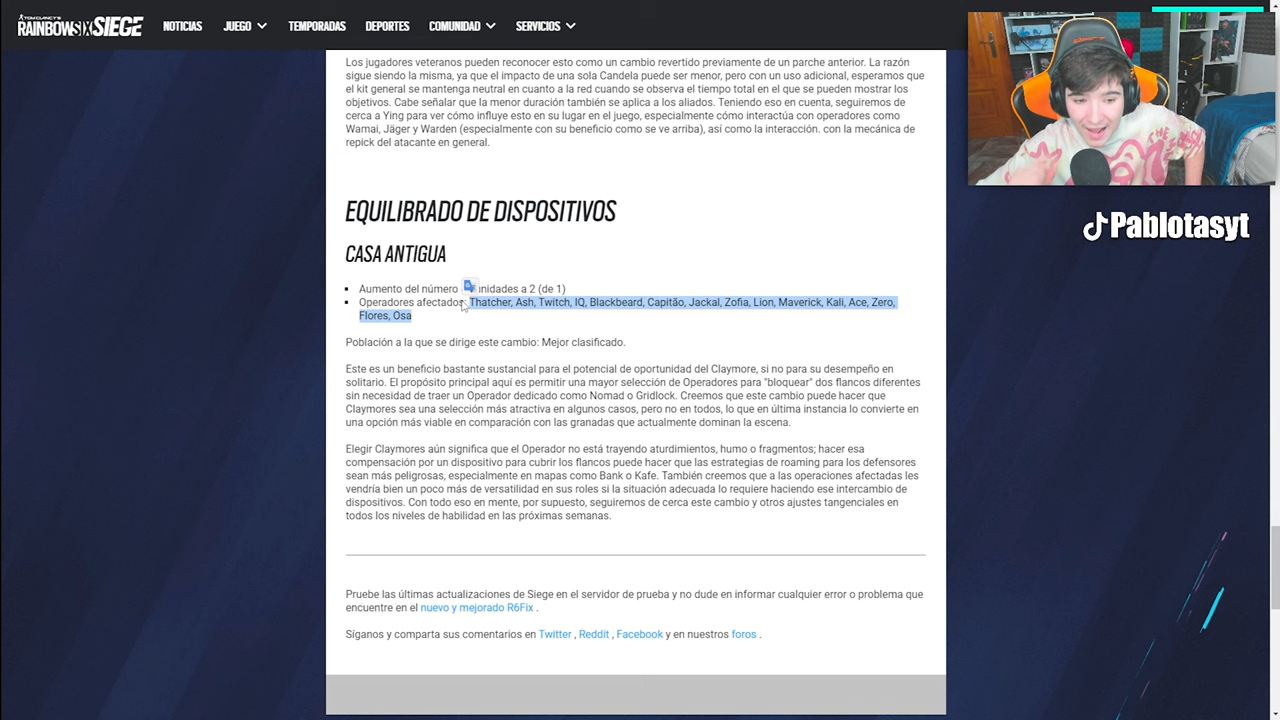 TOM CLANCY'S
RAINBOWSIXSIEGE
NOTICIAS
JUEGO
TEMPORADAS
DEPORTES
COMUNIDAD
SERVICIOS
Los jugadores veteranos pueden reconocer esto como un cambio revertido previamente de un parche anterior. La razón
sigue siendo la misma, ya que el impacto de una sola Candela puede ser menor, pero con un uso adicional, esperamos que
el kit general se mantenga neutral en cuanto a la red cuando se observa el tiempo total en el que se pueden mostrar los
objetivos. Cabe señalar que la menor duración también se aplica a los aliados. Teniendo eso en cuenta, seguiremos de
cerca a Ying para ver cómo influye esto en su lugar en el juego, especialmente cómo interactúa con operadores como
Wamai, Jäger y Warden (especialmente con su beneficio como se ve arriba), así como la interacción. con la mecánica de
repick del atacante en general.
EQUILIBRADO DE DISPOSITIVOS
CASA ANTIGUA
Aumento del número nidades a 2 (de 1)
Operadores afectados Thatcher, Ash, Twitch, IQ, Blackbeard, Capitão, Jackal, Zofia, Lion, Maverick, Kali, Ace, Zero,
Flores, Osa
Población a la que se dirige este cambio: Mejor clasificado.
Este es un beneficio bastante sustancial para el potencial de oportunidad del Claymore, si no para su desempeño en
solitario. El propósito principal aquí es permitir una mayor selección de Operadores para "bloquear" dos flancos diferentes
sin necesidad de traer un Operador dedicado como Nomad o Gridlock. Creemos que este cambio puede hacer que
Claymores sea una selección más atractiva en algunos casos, pero no en todos, lo que en última instancia lo convierte en
una opción más viable en comparación con las granadas que actualmente dominan la escena.
Elegir Claymores aún significa que el Operador no está trayendo aturdimientos, humo o fragmentos; hacer esa
compensación por un dispositivo para cubrir los flancos puede hacer que las estrategias de roaming para los defensores
sean más peligrosas, especialmente en mapas como Bank o Kafe. También creemos que a las operaciones afectadas les
vendría bien un poco más de versatilidad en sus roles si la situación adecuada lo requiere haciendo ese intercambio de
dispositivos. Con todo eso en mente, por supuesto, seguiremos de cerca este cambio y otros ajustes tangenciales en
todos los niveles de habilidad en las próximas semanas.
Pruebe las últimas actualizaciones de Siege en el servidor de prueba y no dude en informar cualquier error o problema que
encuentre en el nuevo y mejorado R6Fix .
Síganos y comparta sus comentarios en Twitter , Reddit , Facebook y en nuestros foros .
Pablotasyt